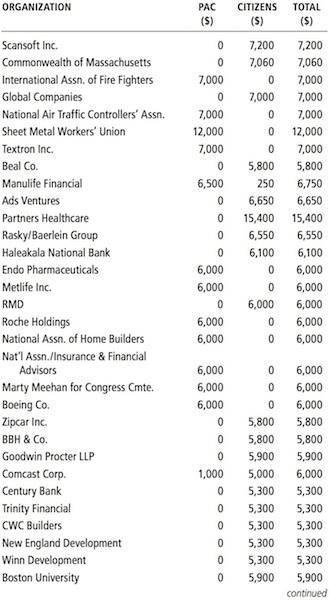 ORGANIZATION PAC CITIZENS TOTAL
($) ($) ($)
Scansoft Inc. 0 7,200 7,200
Commonwealth of Massachusetts 0 7,060 7,060
International Assn. of Fire Fighters 7,000 0 7,000
Global Companies 0 7,000 7,000
National Air Traffic Controllers' Assn. 7,000 0 7,000
Sheet Metal Workers' Union 12,000 0 12,000
Textron Inc. 7,000 0 7,000
Beal Co. 0 5,800 5,800
Manulife Financial 6,500 250 6,750
Ads Ventures 0 6,650 6,650
Partners Healthcare 0 15,400 15,400
Rasky/Baerlein Group 0 6,550 6,550
Haleakala National Bank 0 6,100 6,100
Endo Pharmaceuticals 6,000 0 6,000
Metlife Inc. 6,000 0 6,000
RMD 0 6,000 6,000
Roche Holdings 6,000 0 6,000
National Assn. of Home Builders 6,000 0 6,000
Nat'l Assn./Insurance & Financial
Advisors 6,000 0 6,000
Marty Meehan for Congress Cmte. 6,000 0 6,000
Boeing Co. 6,000 0 6,000
Zipcar Inc. 0 5,800 5,800
BBH & Co. 0 5,800 5,800
Goodwin Procter LLP 0 5,900 5,900
Comcast Corp. 1,000 5,000 6,000
Century Bank 0 5,300 5,300
Trinity Financial 0 5,300 5,300
CWC Builders 0 5,300 5,300
New England Development 0 5,300 5,300
Winn Development 0 5,300 5,300
Boston University 0 5,900 5,900
continued